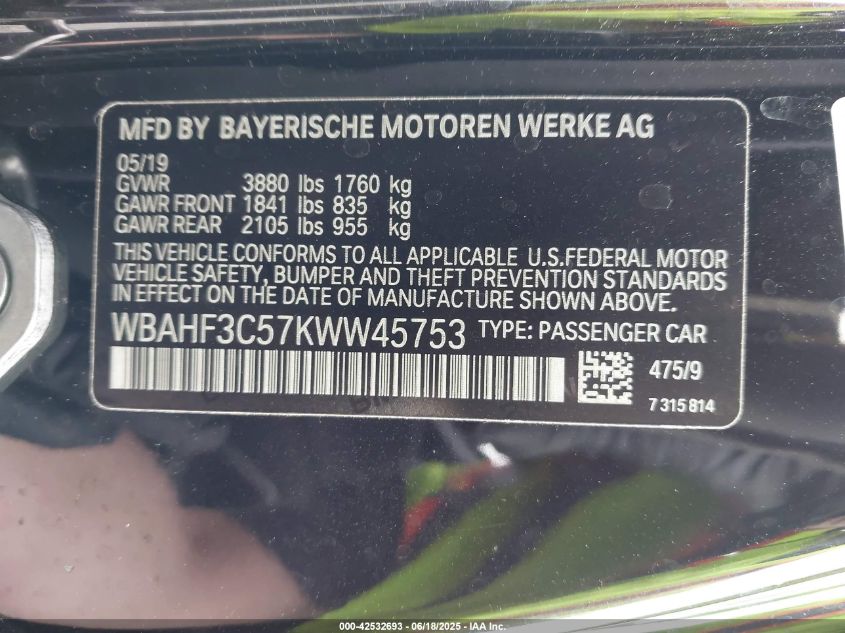 MFD BY BAYERISCHE MOTOREN WERKE AG
05/19
GVWR 3880 lbs 1760 kg
GAWR FRONT 1841 lbs 835 kg
GAWR REAR 2105 lbs 955 kg
THIS VEHICLE CONFORMS TO ALL APPLICABLE U.S.FEDERAL MOTOR
VEHICLE SAFETY, BUMPER AND THEFT PREVENTION STANDARDS
IN EFFECT ON THE DATE OF MANUFACTURE SHOWN ABOVE.
WBAHF3C57KWW45753 TYPE: PASSENGER CAR
475/9
7 315 814
000-42532693 - 06/18/2025 - IAA Inc.